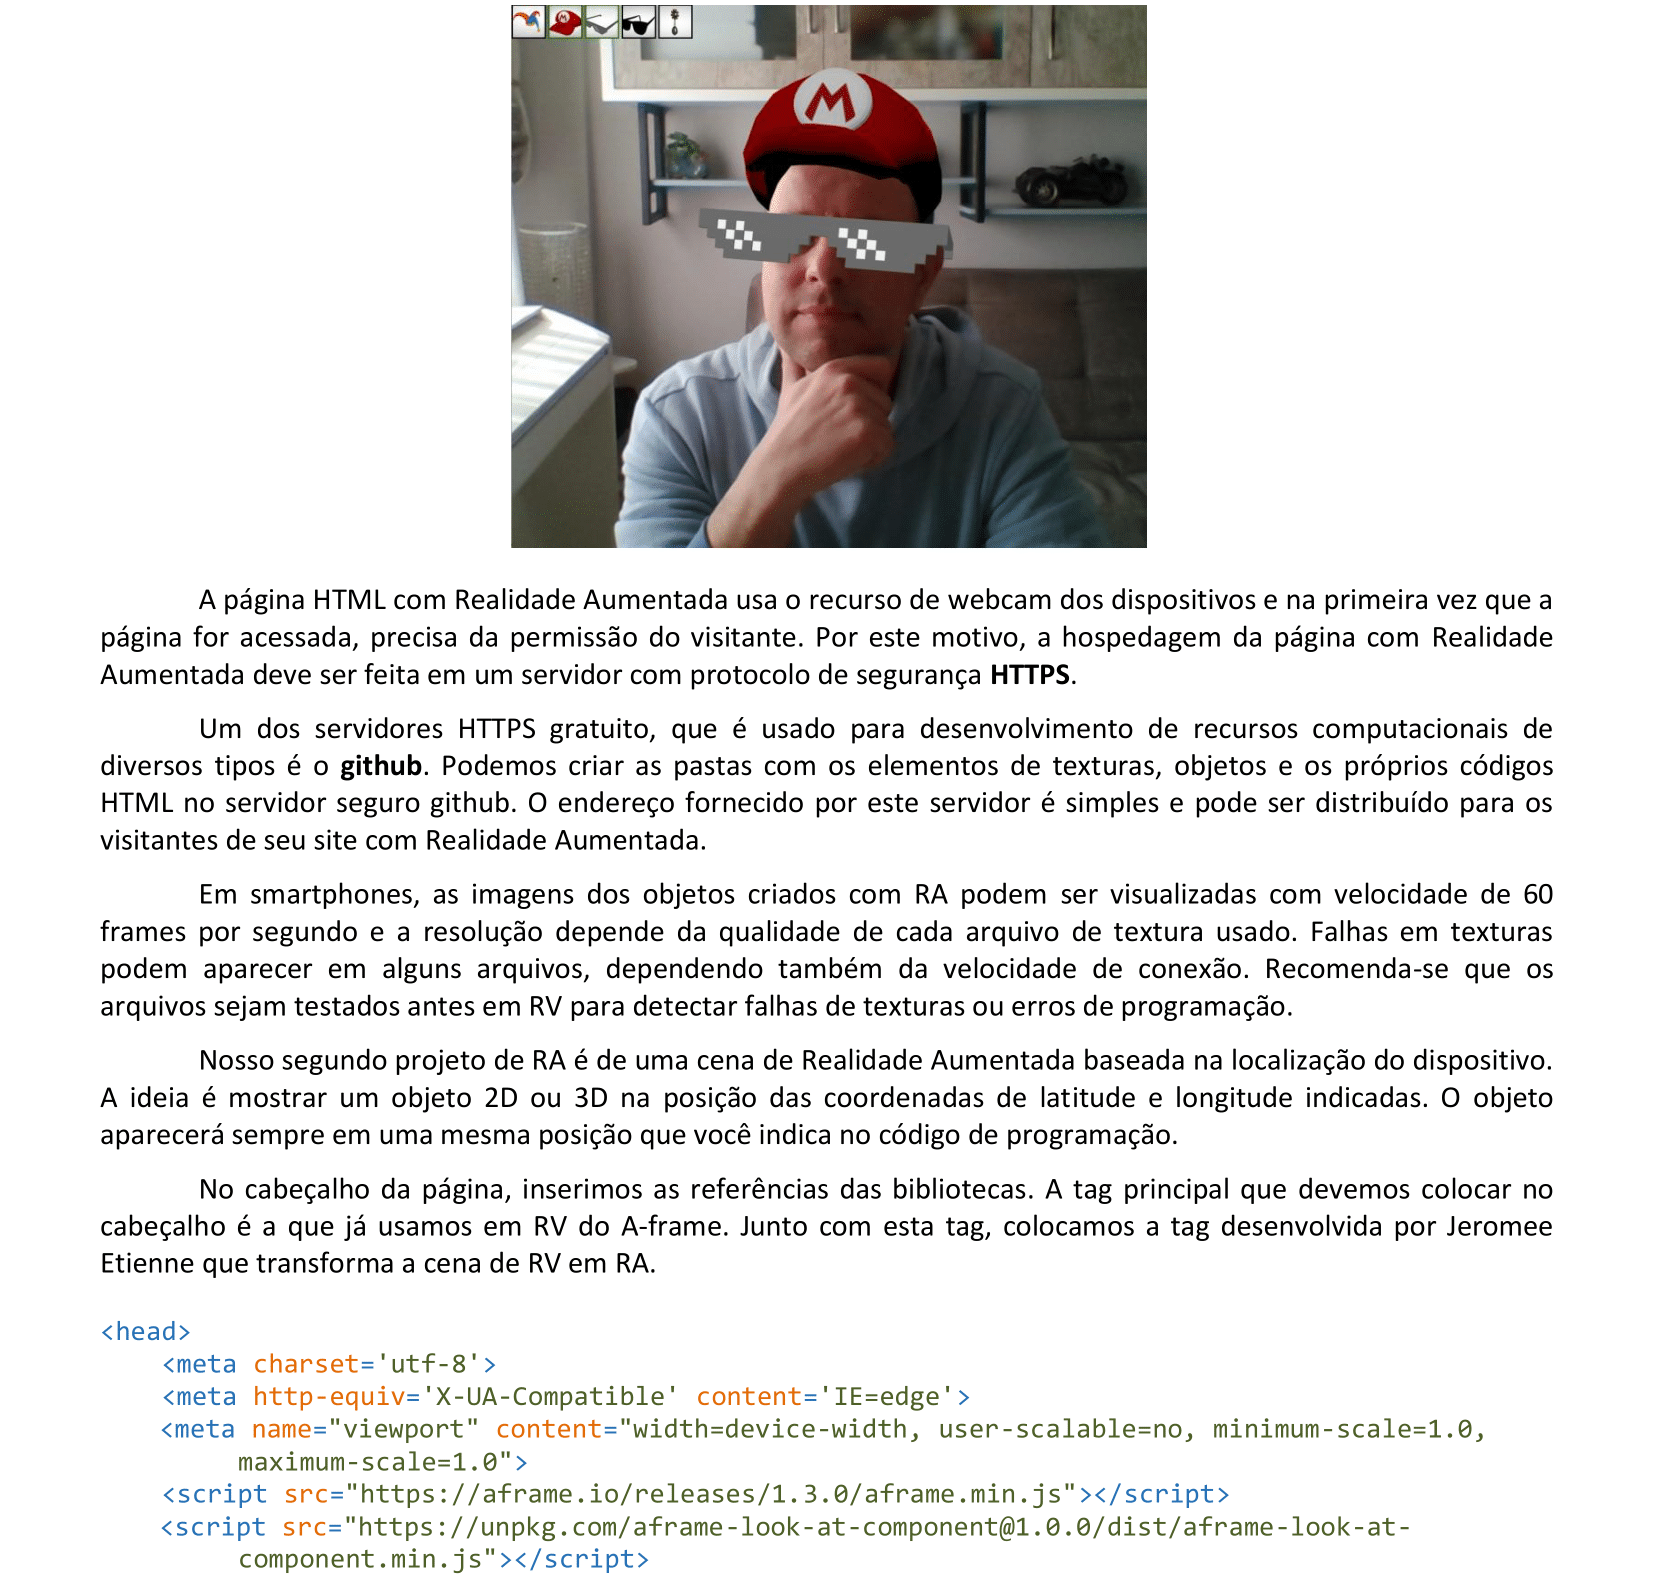 M
A página HTML com Realidade Aumentada usa o recurso de webcam dos dispositivos e na primeira vez que a
página for acessada, precisa da permissão do visitante. Por este motivo, a hospedagem da página com Realidade
Aumentada deve ser feita em um servidor com protocolo de segurança HTTPS.
Um dos servidores HTTPS gratuito, que é usado para desenvolvimento de recursos computacionais de
diversos tipos é o github. Podemos criar as pastas com os elementos de texturas, objetos e os próprios códigos
HTML no servidor seguro github. O endereço fornecido por este servidor é simples e pode ser distribuído para os
visitantes de seu site com Realidade Aumentada.
Em smartphones, as imagens dos objetos criados com RA podem ser visualizadas com velocidade de 60
frames por segundo e a resolução depende da qualidade de cada arquivo de textura usado. Falhas em texturas
podem aparecer em alguns arquivos, dependendo também da velocidade de conexão. Recomenda-se que os
arquivos sejam testados antes em RV para detectar falhas de texturas ou erros de programação.
Nosso segundo projeto de RA é de uma cena de Realidade Aumentada baseada na localização do dispositivo.
A ideia é mostrar um objeto 2D ou 3D na posição das coordenadas de latitude e longitude indicadas. O objeto
aparecerá sempre em uma mesma posição que você indica no código de programação.
No cabeçalho da página, inserimos as referências das bibliotecas. A tag principal que devemos colocar no
cabeçalho é a que já usamos em RV do A-frame. Junto com esta tag, colocamos a tag desenvolvida por Jeromee
Etienne que transforma a cena de RV em RA.
<head>
<meta charset='utf-8'>
<meta http-equiv='X-UA-Compatible' content='IE=edge'>
<meta name="viewport" content="width=device-width, user-scalable=no, minimum-scale=1.0,
maximum-scale=1.0">
<script src="https://aframe.io/releases/1.3.0/aframe.min.js"></script>
<script src="https://unpkg.com/aframe-look-at-component@1.0.0/dist/aframe-look-at-
component.min.js"></script>